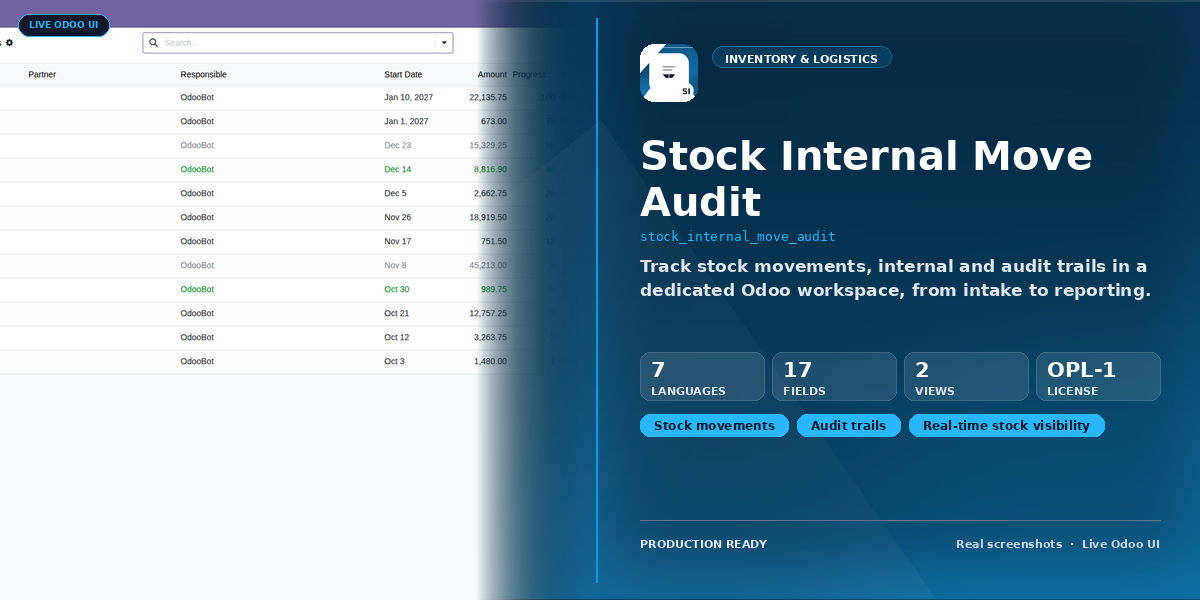 LIVE ODOO UI
Search...
Partner Responsible Start Date Amount Progress
OdooBot Jan 10, 2027 22,135.75
OdooBot Jan 1, 2027 673.00
OdooBot Dec 23 15,329.25
OdooBot Dec 14 8,816.90
OdooBot Dec 5 2,662.75
OdooBot Nov 26 18,919.50
OdooBot Nov 17 751.50
OdooBot Nov 8 45,213.00
OdooBot Oct 30 989.75
OdooBot Oct 21 12,757.25
OdooBot Oct 12 3,263.75
OdooBot Oct 3 1,480.00
SI
INVENTORY & LOGISTICS
Stock Internal Move
Audit
stock_internal_move_audit
Track stock movements, internal and audit trails in a
dedicated Odoo workspace, from intake to reporting.
7 17 2 OPL-1
LANGUAGES FIELDS VIEWS LICENSE
Stock movements Audit trails Real-time stock visibility
PRODUCTION READY Real screenshots · Live Odoo UI